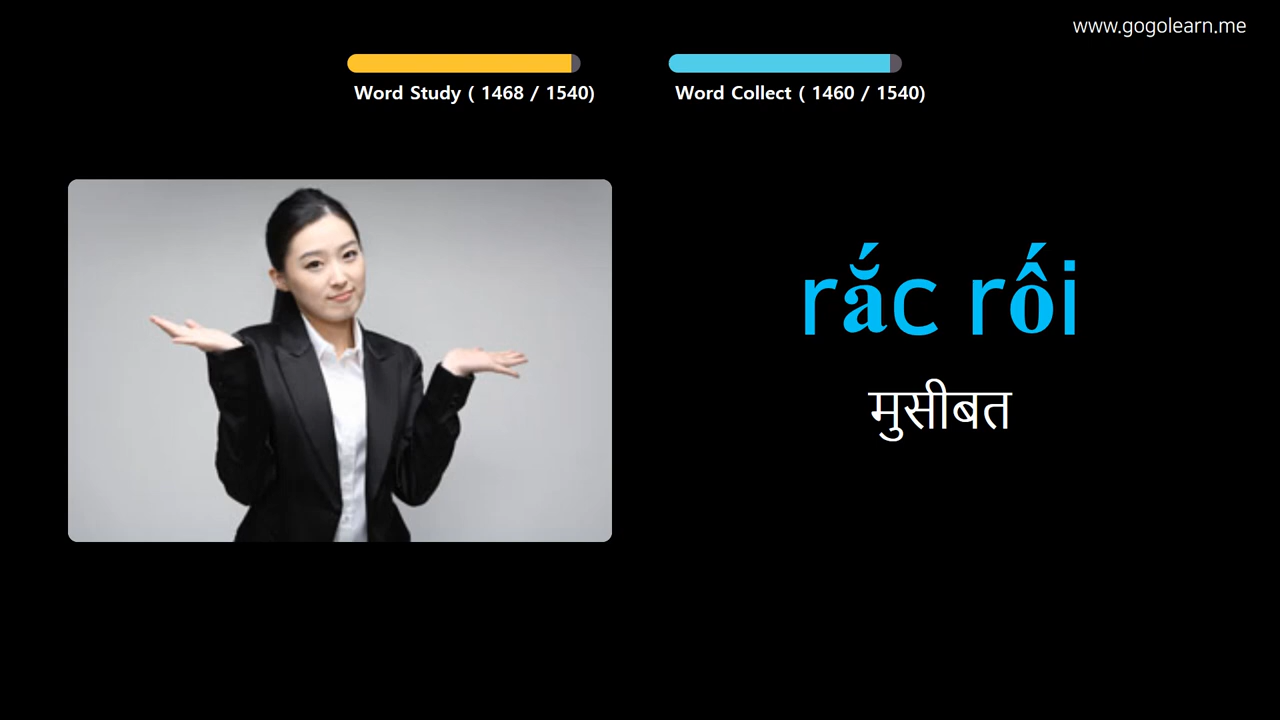 www.gogolearn.me
Word Study ( 1468 / 1540)
Word Collect ( 1460 / 1540)
rắc rối
मुसीबत